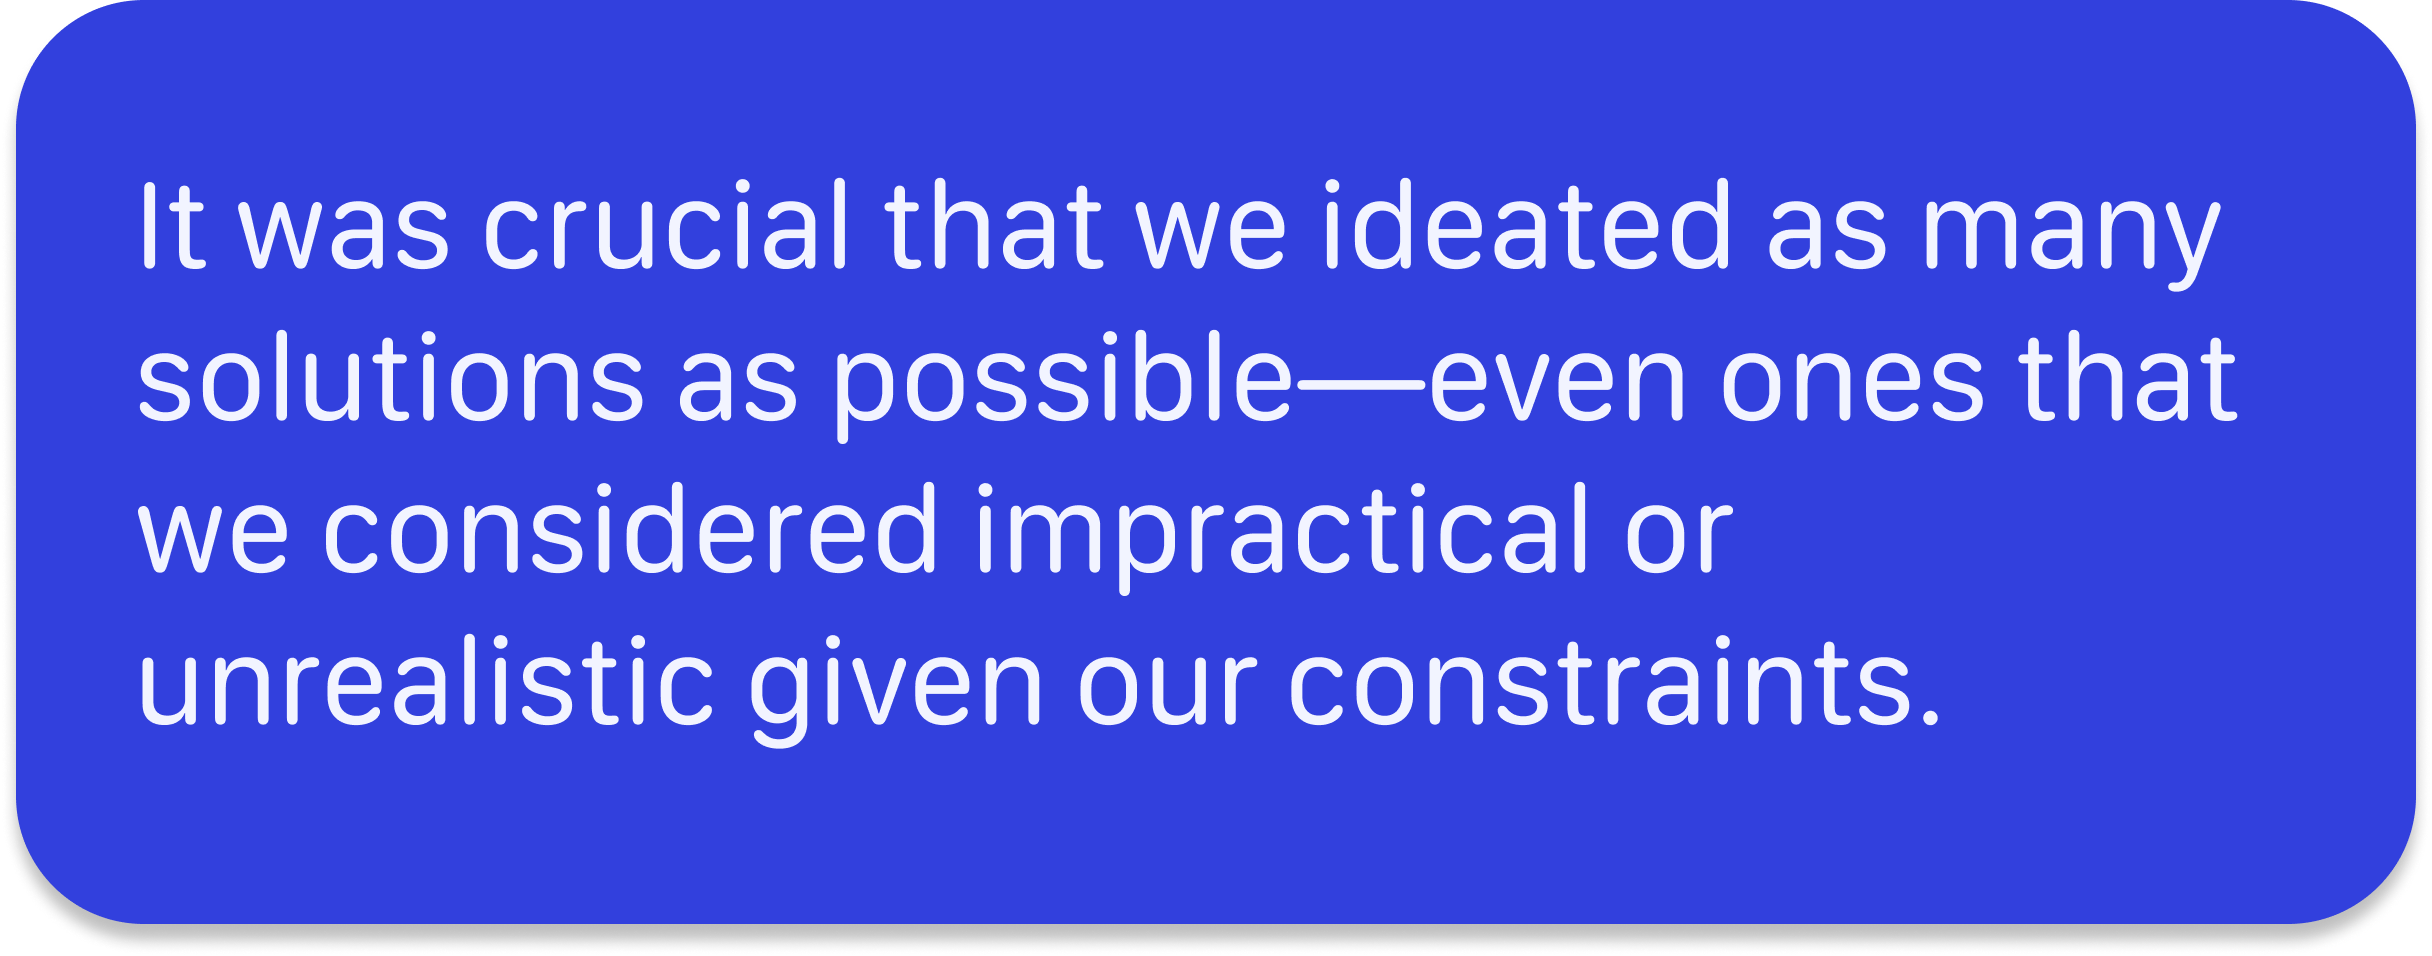 It was crucial that we ideated as many
solutions as possible—even ones that
we considered impractical or
unrealistic given our constraints.